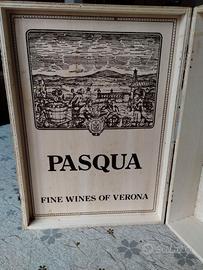 PASQUA
FINE WINES OF VERONA